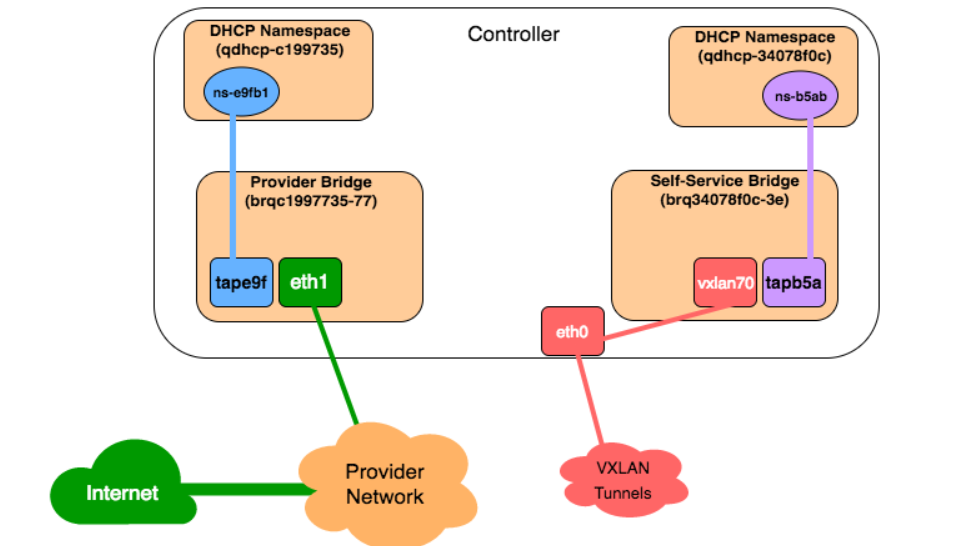 Controller
DHCP Namespace
(qdhcp-c199735)
ns-e9fb1
DHCP Namespace
(qdhcp-34078f0c)
ns-b5ab
Provider Bridge
(brqc1997735-77)
tape9f
eth1
Self-Service Bridge
(brq34078f0c-3e)
vxlan70
tapb5a
eth0
Internet
Provider
Network
VXLAN
Tunnels